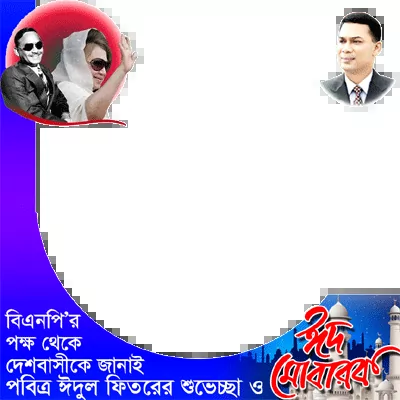 বিএনপি'র
পক্ষ থেকে
দেশবাসীকে জানাই
পবিত্র ঈদুল ফিতরের শুভেচ্ছা ও
ঈদ
মোবারক